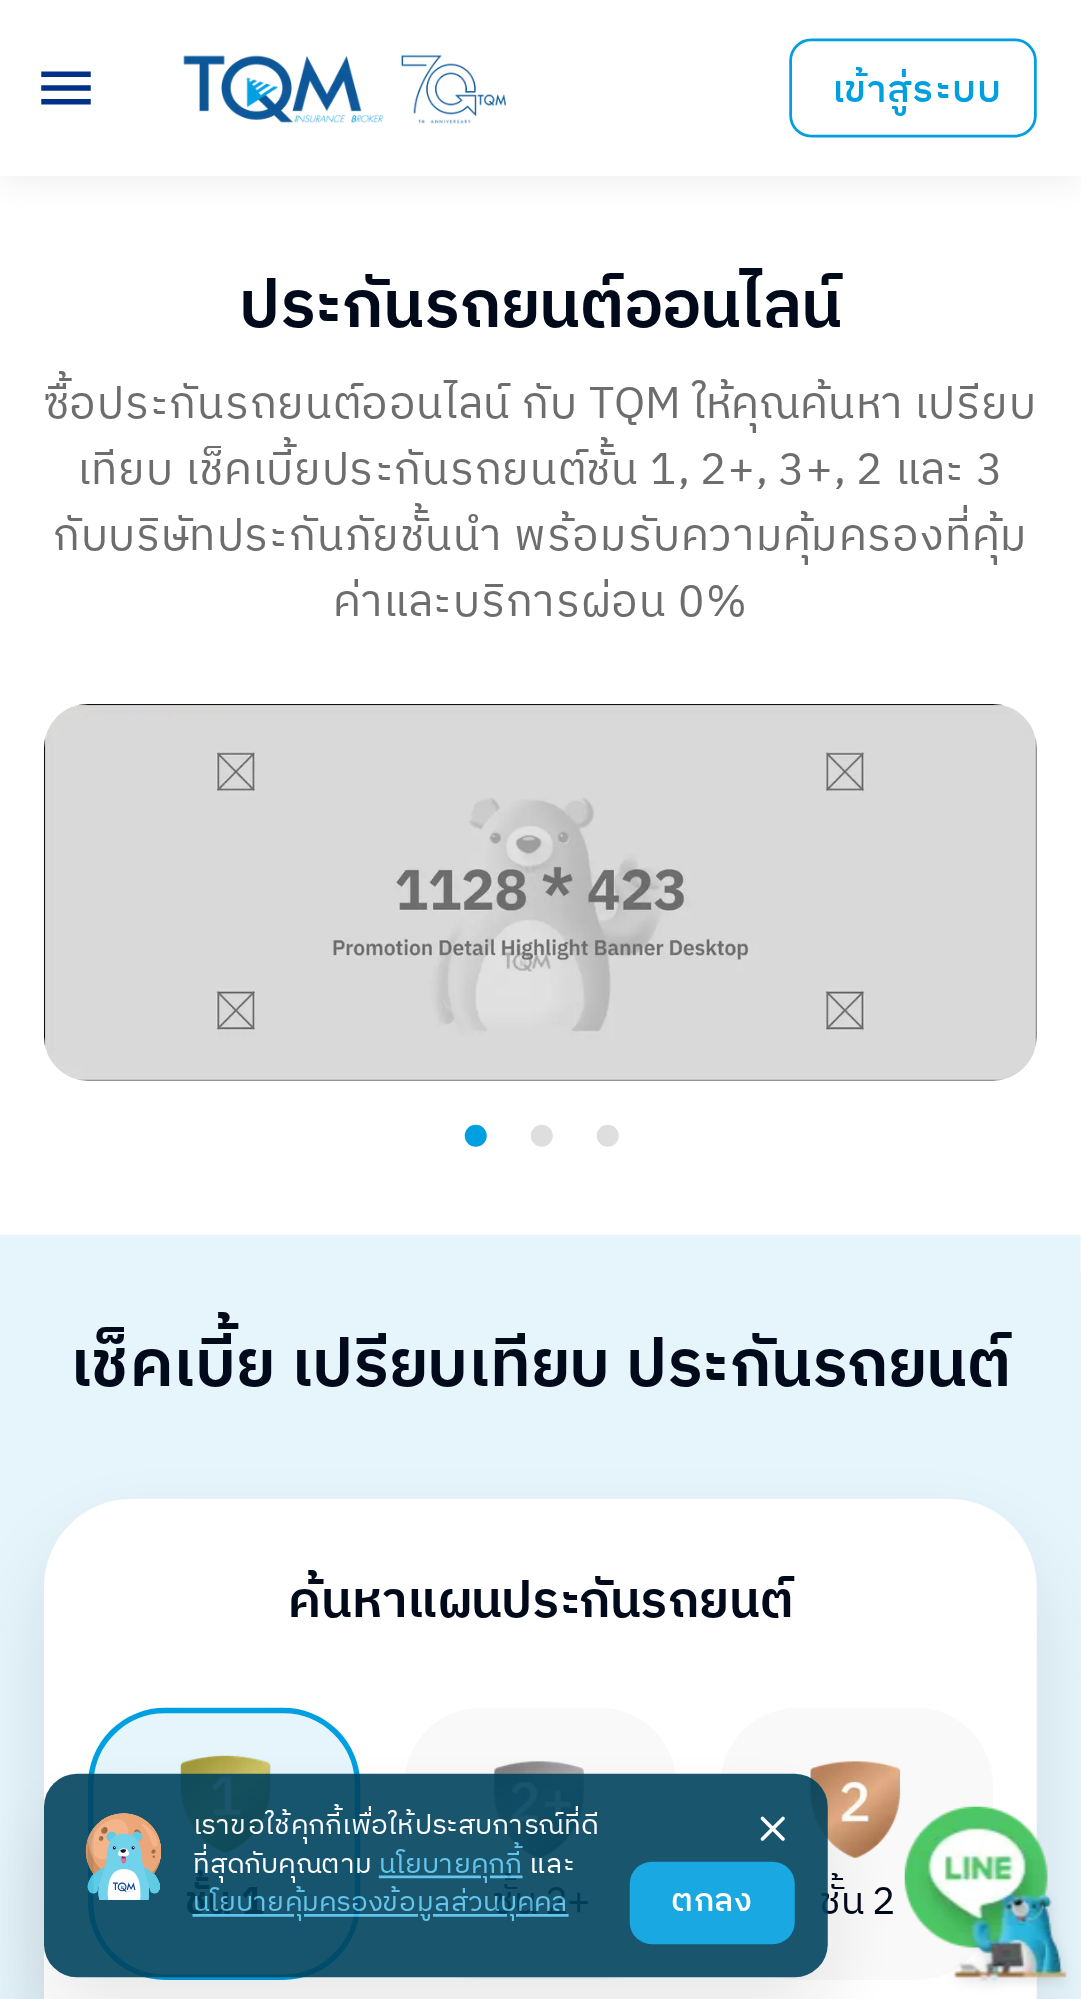 TQM
INSURANCE BROKER
70 TQM
TH ANNIVERSARY
เข้าสู่ระบบ
ประกันรถยนต์ออนไลน์
ซื้อประกันรถยนต์ออนไลน์ กับ TQM ให้คุณค้นหา เปรียบ
เทียบ เช็คเบี้ยประกันรถยนต์ชั้น 1, 2+, 3+, 2 และ 3
กับบริษัทประกันภัยชั้นนำ พร้อมรับความคุ้มครองที่คุ้ม
ค่าและบริการผ่อน 0%
1128 * 423
Promotion Detail Highlight Banner Desktop
TQM
เช็คเบี้ย เปรียบเทียบ ประกันรถยนต์
ค้นหาแผนประกันรถยนต์
1
2+
2
ชั้น 1
ชั้น 2+
ชั้น 2
เราขอใช้คุกกี้เพื่อให้ประสบการณ์ที่ดี
ที่สุดกับคุณตาม นโยบายคุกกี้ และ
นโยบายคุ้มครองข้อมูลส่วนบุคคล
ตกลง
TQM
LINE